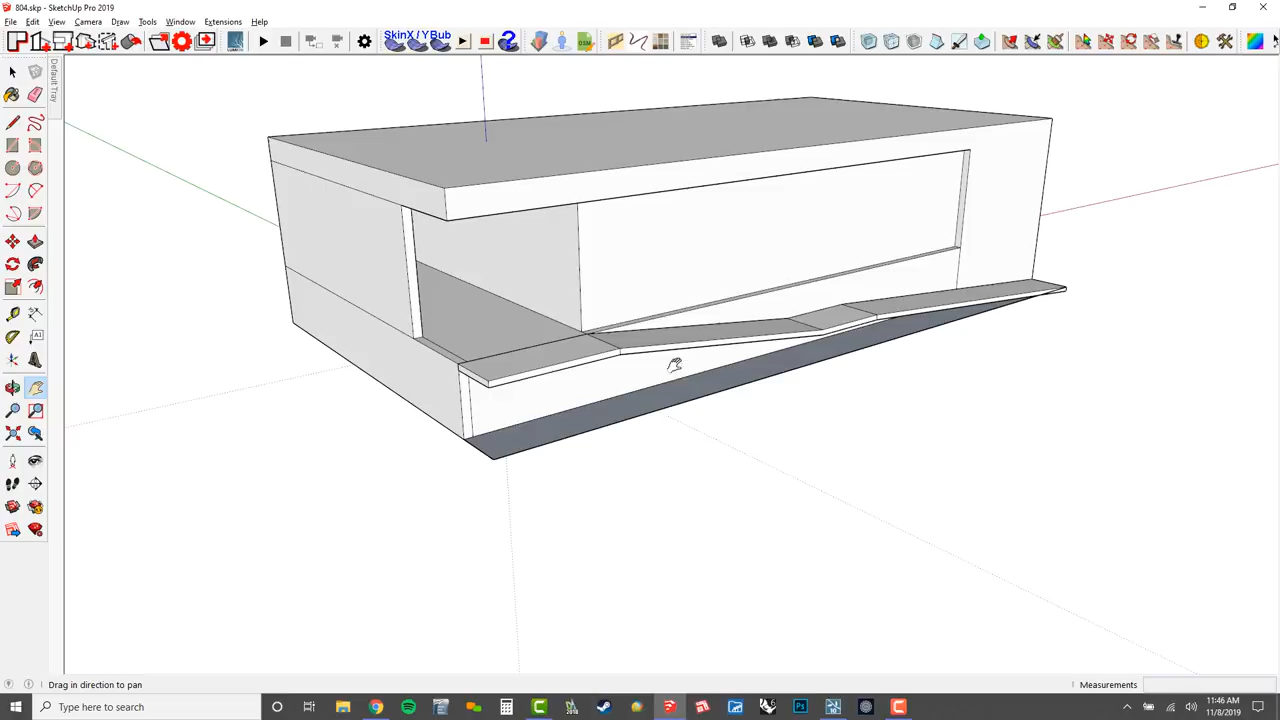 804.skp - SketchUp Pro 2019
File Edit View Camera Draw Tools Window Extensions Help
SkinX / YBub
Default Tray
Drag in direction to pan
Measurements
Type here to search
11:46 AM
11/8/2019